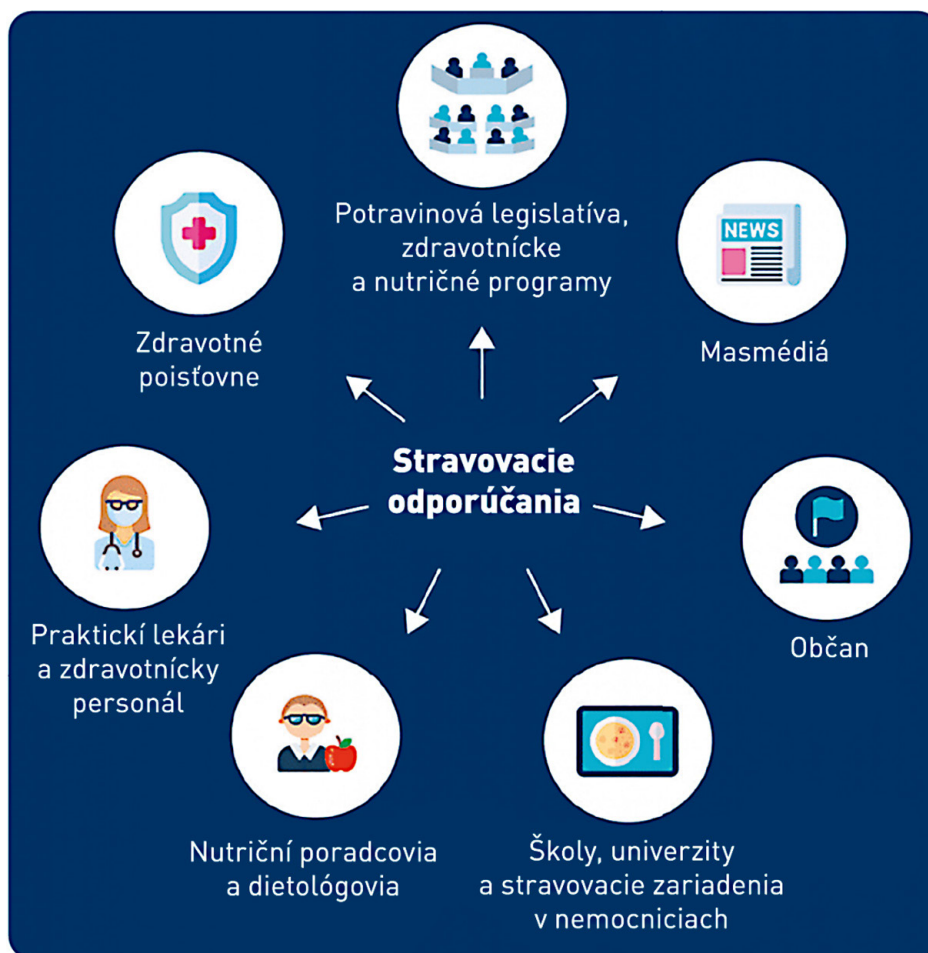 Potravinová legislatíva,
zdravotnícke
a nutričné programy
NEWS
Masmédiá
Zdravotné
poisťovne
Stravovacie
odporúčania
Občan
Praktickí lekári
a zdravotnícky
personál
Nutriční poradcovia
a dietológovia
Školy, univerzity
a stravovacie zariadenia
v nemocniciach